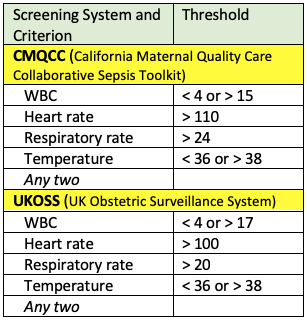 Screening System and Threshold
Criterion
CMQCC (California Maternal Quality Care
Collaborative Sepsis Toolkit)
WBC < 4 or > 15
Heart rate > 110
Respiratory rate > 24
Temperature < 36 or > 38
Any two
UKOSS (UK Obstetric Surveillance System)
WBC < 4 or > 17
Heart rate > 100
Respiratory rate > 20
Temperature < 36 or > 38
Any two